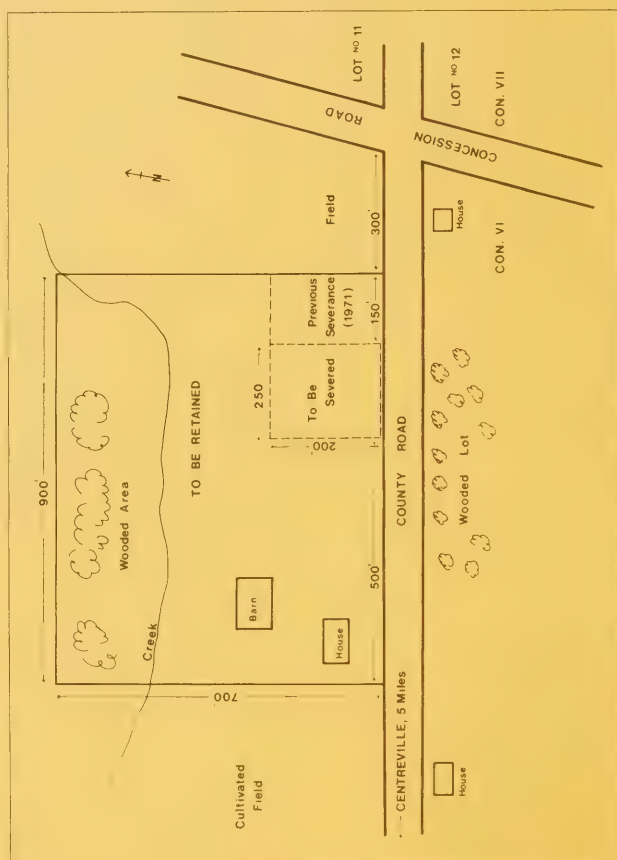 900'
Wooded Area
Creek
TO BE RETAINED
700'
Barn
House
250
200'
To Be
Severed
Previous
Severance
(1971)
Field
500'
150'
300'
Cultivated
Field
N
LOT NO 11
ROAD
CENTREVILLE, 5 Miles
COUNTY ROAD
CONCESSION
LOT NO 12
CON. VII
CON. VI
House
Wooded Lot
House